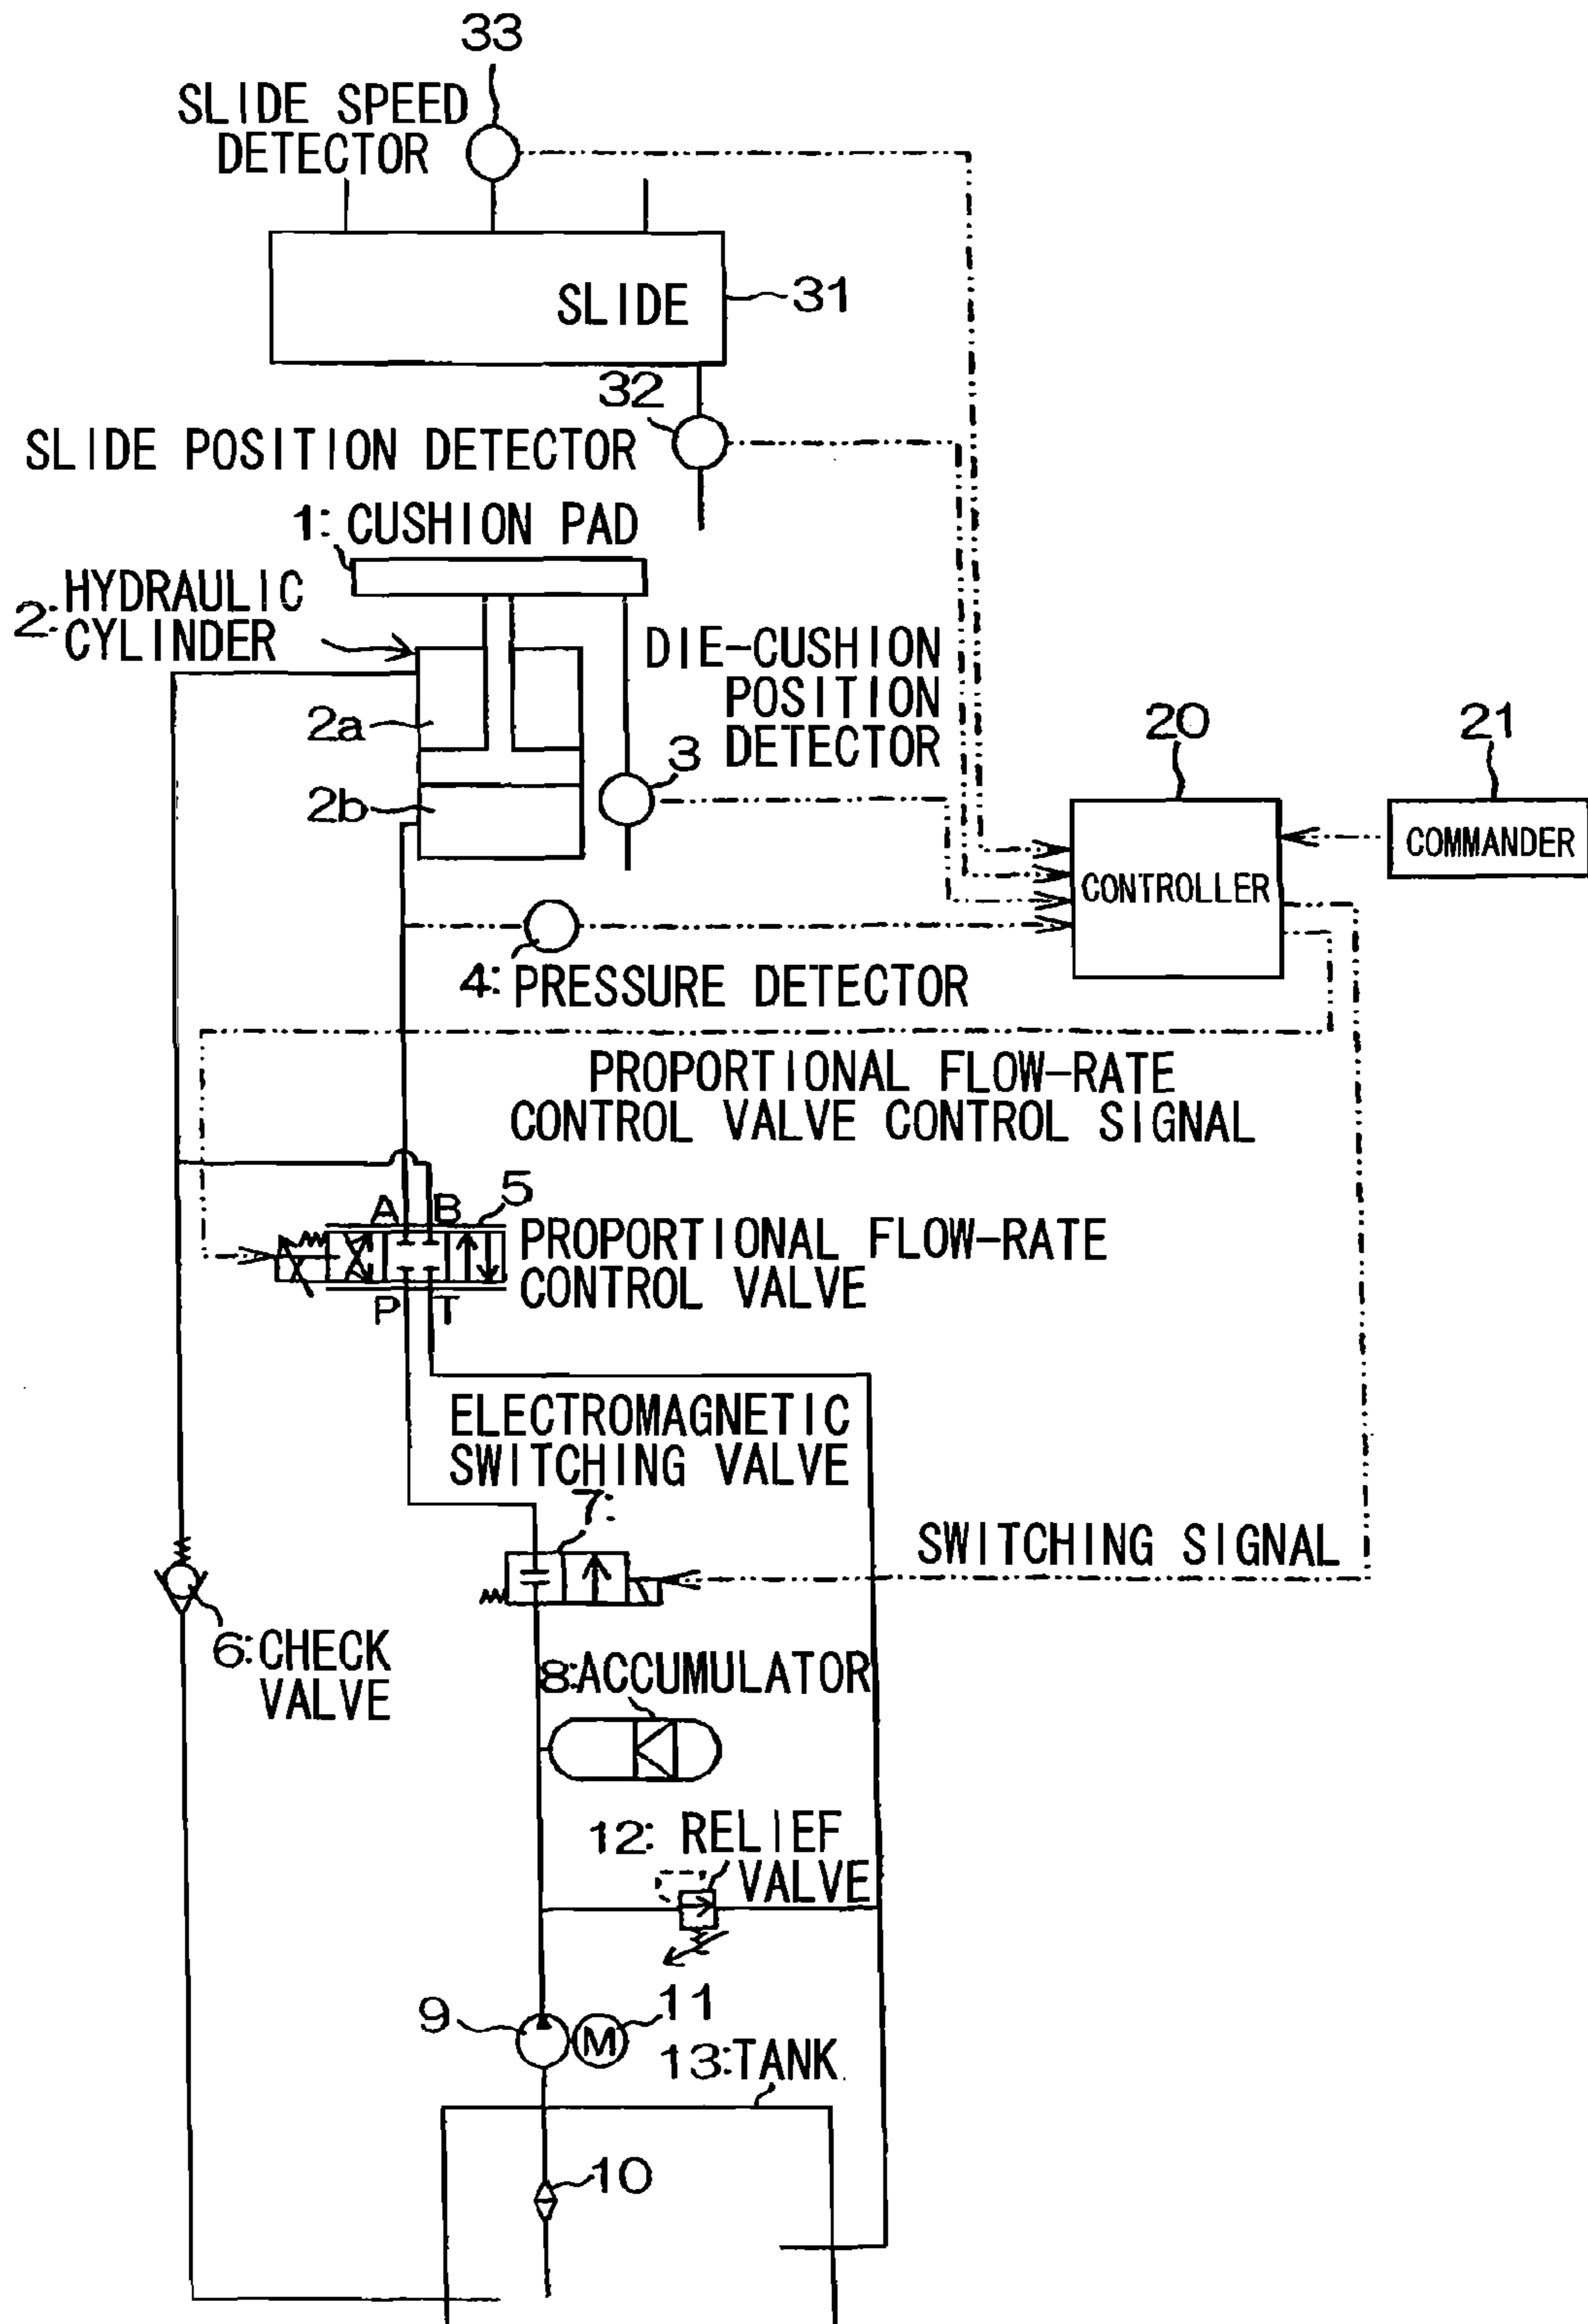 33
SLIDE SPEED
DETECTOR
SLIDE
31
32
SLIDE POSITION DETECTOR
1: CUSHION PAD
2: HYDRAULIC
CYLINDER
DIE-CUSHION
POSITION
DETECTOR
2a
3
2b
20
21
CONTROLLER
COMMANDER
4: PRESSURE DETECTOR
PROPORTIONAL FLOW-RATE
CONTROL VALVE CONTROL SIGNAL
A B 5
PROPORTIONAL FLOW-RATE
CONTROL VALVE
P T
ELECTROMAGNETIC
SWITCHING VALVE
7:
SWITCHING SIGNAL
6: CHECK
VALVE
8: ACCUMULATOR
12: RELIEF
VALVE
9
M
11
13: TANK
10